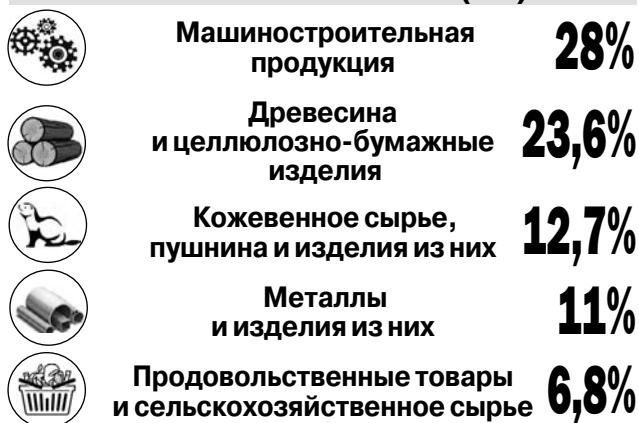 Машиностроительная
продукция
28%
Древесина
и целлюлозно-бумажные
изделия
23,6%
Кожевенное сырье,
пушнина и изделия из них
12,7%
Металлы
и изделия из них
11%
Продовольственные товары
и сельскохозяйственное сырье
6,8%